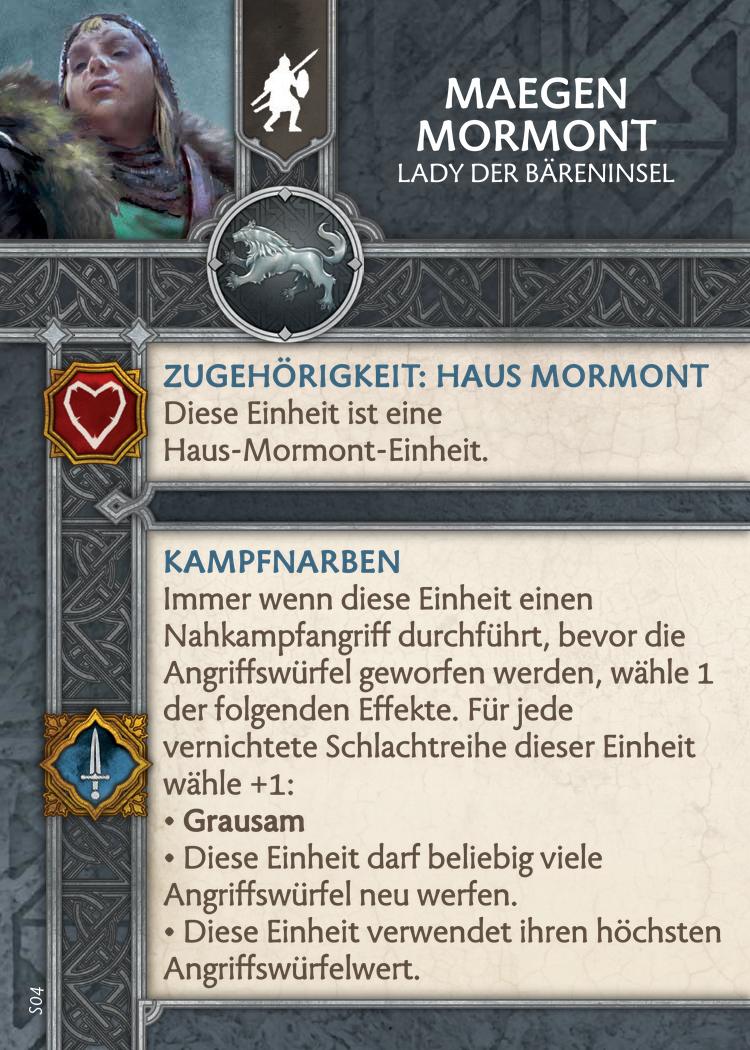 MAEGEN
MORMONT
LADY DER BÄRENINSEL
ZUGEHÖRIGKEIT: HAUS MORMONT
Diese Einheit ist eine
Haus-Mormont-Einheit.
KAMPFNARBEN
Immer wenn diese Einheit einen
Nahkampfangriff durchführt, bevor die
Angriffswürfel geworfen werden, wähle 1
der folgenden Effekte. Für jede
vernichtete Schlachtreihe dieser Einheit
wähle +1:
• Grausam
• Diese Einheit darf beliebig viele
Angriffswürfel neu werfen.
• Diese Einheit verwendet ihren höchsten
Angriffswürfelwert.
S04